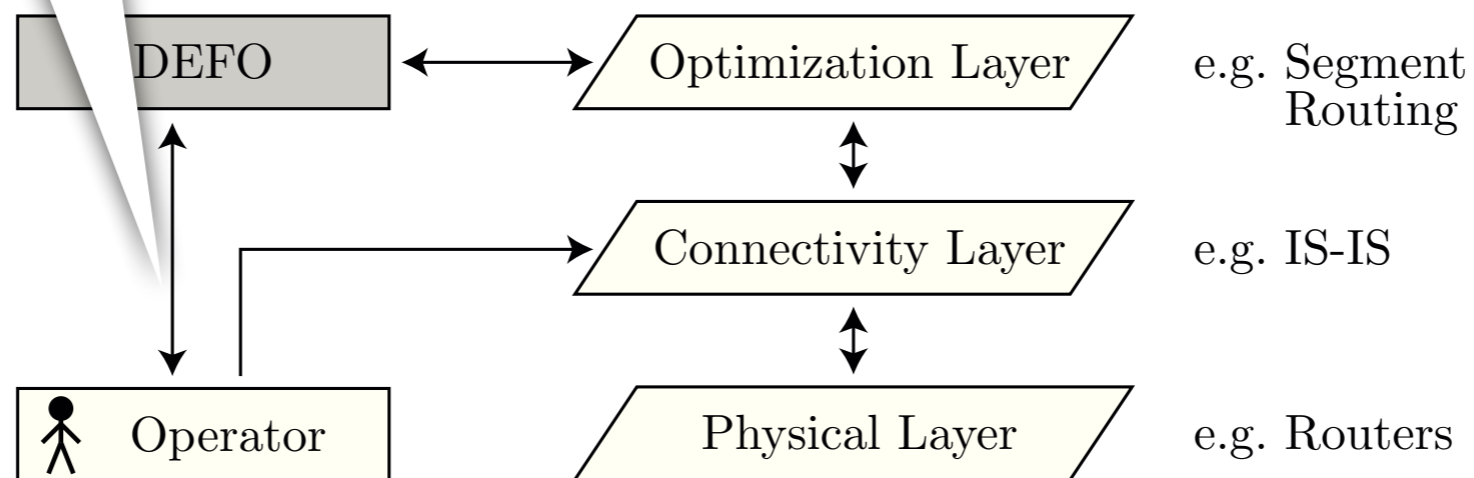 DEFO
Optimization Layer
e.g. Segment
Routing
Connectivity Layer
e.g. IS-IS
Operator
Physical Layer
e.g. Routers